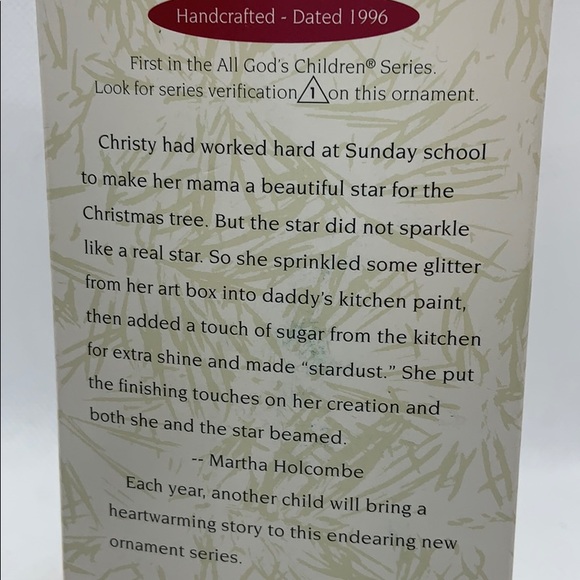 Handcrafted - Dated 1996
First in the All God's Children® Series.
Look for series verification 1 on this ornament.
Christy had worked hard at Sunday school
to make her mama a beautiful star for the
Christmas tree. But the star did not sparkle
like a real star. So she sprinkled some glitter
from her art box into daddy's kitchen paint,
then added a touch of sugar from the kitchen
for extra shine and made “stardust.” She put
the finishing touches on her creation and
both she and the star beamed.
-- Martha Holcombe
Each year, another child will bring a
heartwarming story to this endearing new
ornament series.